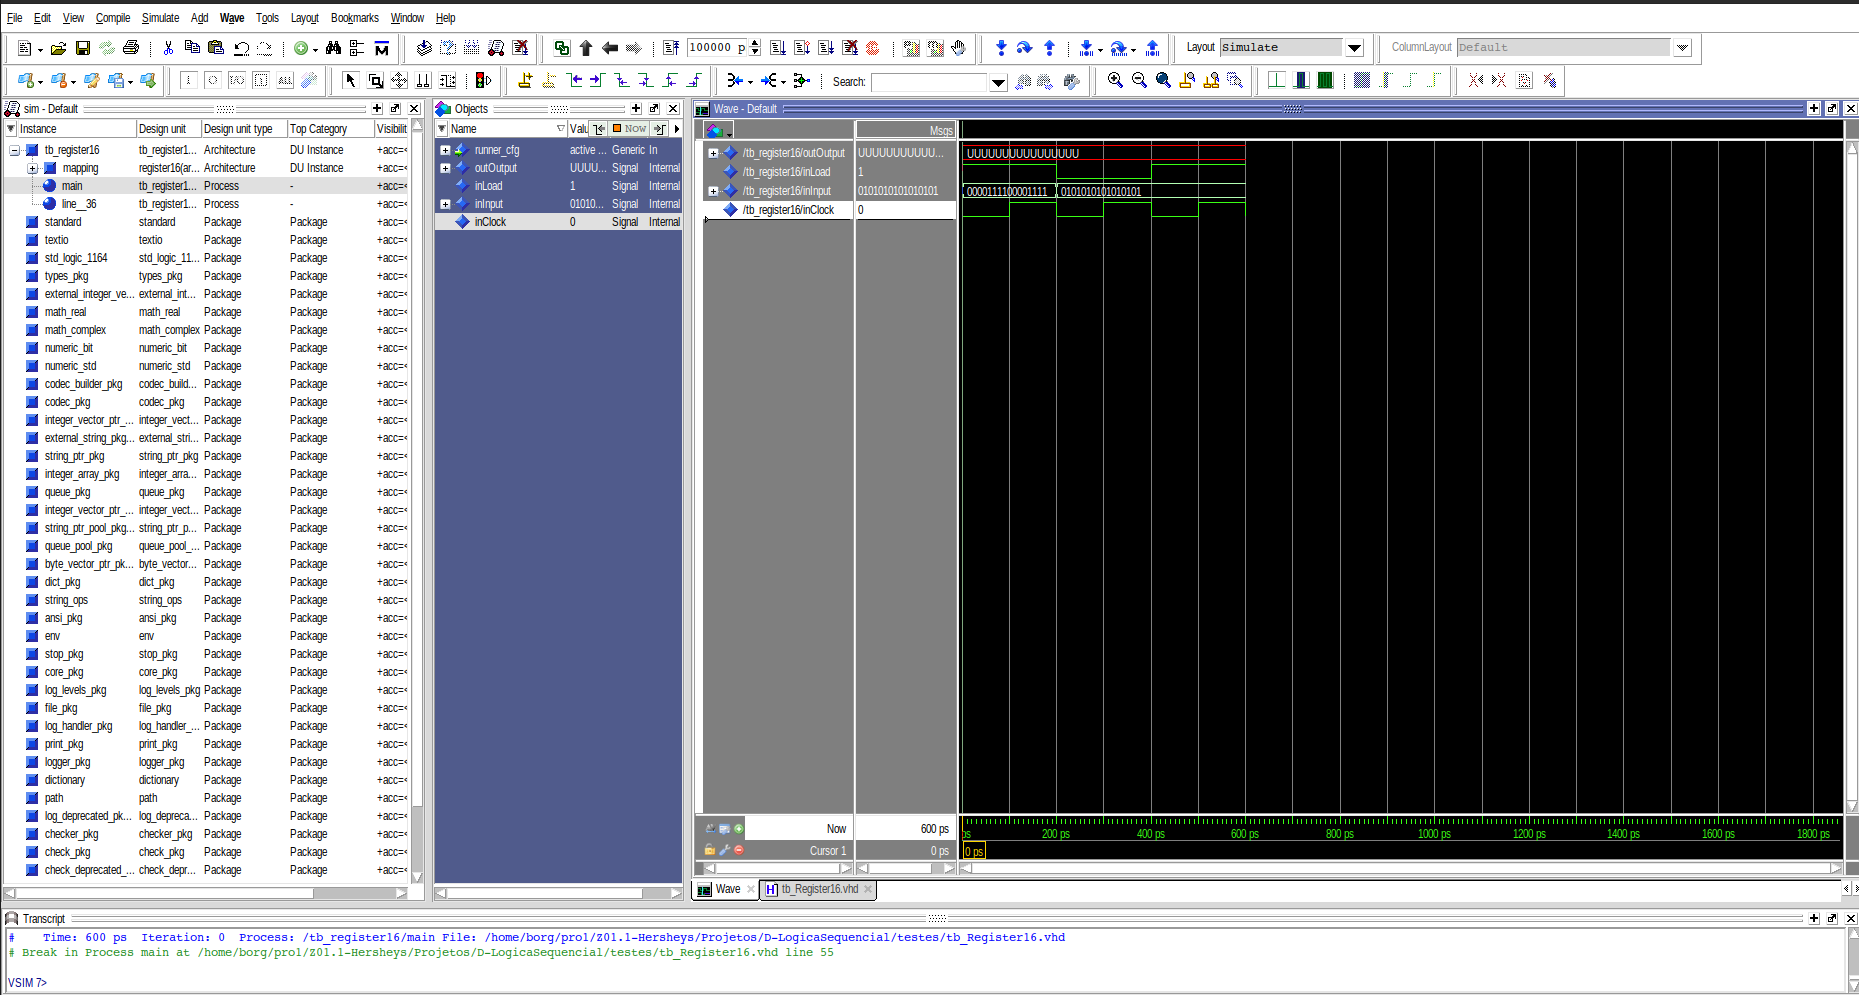 File Edit View Compile Simulate Add Wave Tools Layout Bookmarks Window Help
100000 p
Layout Simulate
ColumnLayout Default
Search:
sim - Default
Instance Design unit Design unit type Top Category Visibilit
tb_register16 tb_register1... Architecture DU Instance +acc=<
mapping register16(ar... Architecture DU Instance +acc=<
main tb_register1... Process - +acc=<
line__36 tb_register1... Process - +acc=<
standard standard Package Package +acc=<
textio textio Package Package +acc=<
std_logic_1164 std_logic_11... Package Package +acc=<
types_pkg types_pkg Package Package +acc=<
external_integer_ve... external_int... Package Package +acc=<
math_real math_real Package Package +acc=<
math_complex math_complex Package Package +acc=<
numeric_bit numeric_bit Package Package +acc=<
numeric_std numeric_std Package Package +acc=<
codec_builder_pkg codec_build... Package Package +acc=<
codec_pkg codec_pkg Package Package +acc=<
integer_vector_ptr_... integer_vect... Package Package +acc=<
external_string_pkg... external_stri... Package Package +acc=<
string_ptr_pkg string_ptr_pkg Package Package +acc=<
integer_array_pkg integer_arra... Package Package +acc=<
queue_pkg queue_pkg Package Package +acc=<
integer_vector_ptr_... integer_vect... Package Package +acc=<
string_ptr_pool_pkg... string_ptr_p... Package Package +acc=<
queue_pool_pkg queue_pool_... Package Package +acc=<
byte_vector_ptr_pk... byte_vector... Package Package +acc=<
dict_pkg dict_pkg Package Package +acc=<
string_ops string_ops Package Package +acc=<
ansi_pkg ansi_pkg Package Package +acc=<
env env Package Package +acc=<
stop_pkg stop_pkg Package Package +acc=<
core_pkg core_pkg Package Package +acc=<
log_levels_pkg log_levels_pkg Package Package +acc=<
file_pkg file_pkg Package Package +acc=<
log_handler_pkg log_handler_... Package Package +acc=<
print_pkg print_pkg Package Package +acc=<
logger_pkg logger_pkg Package Package +acc=<
dictionary dictionary Package Package +acc=<
path path Package Package +acc=<
log_deprecated_pk... log_depreca... Package Package +acc=<
checker_pkg checker_pkg Package Package +acc=<
check_pkg check_pkg Package Package +acc=<
check_deprecated_... check_depr... Package Package +acc=<
Objects
Name Valu Now
runner_cfg active ... Generic In
outOutput UUUU... Signal Internal
inLoad 1 Signal Internal
inInput 01010... Signal Internal
inClock 0 Signal Internal
Wave - Default
Msgs
/tb_register16/outOutput UUUUUUUUUUU... UUUUUUUUUUUUUUUU
/tb_register16/inLoad 1
/tb_register16/inInput 0101010101010101 0000111100001111 0101010101010101
/tb_register16/inClock 0
Now 600 ps
ps 200 ps 400 ps 600 ps 800 ps 1000 ps 1200 ps 1400 ps 1600 ps 1800 ps
Cursor 1 0 ps 0 ps
Wave tb_Register16.vhd
Transcript
# Time: 600 ps Iteration: 0 Process: /tb_register16/main File: /home/borg/pro1/Z01.1-Hersheys/Projetos/D-LogicaSequencial/testes/tb_Register16.vhd
# Break in Process main at /home/borg/pro1/Z01.1-Hersheys/Projetos/D-LogicaSequencial/testes/tb_Register16.vhd line 55
VSIM 7>